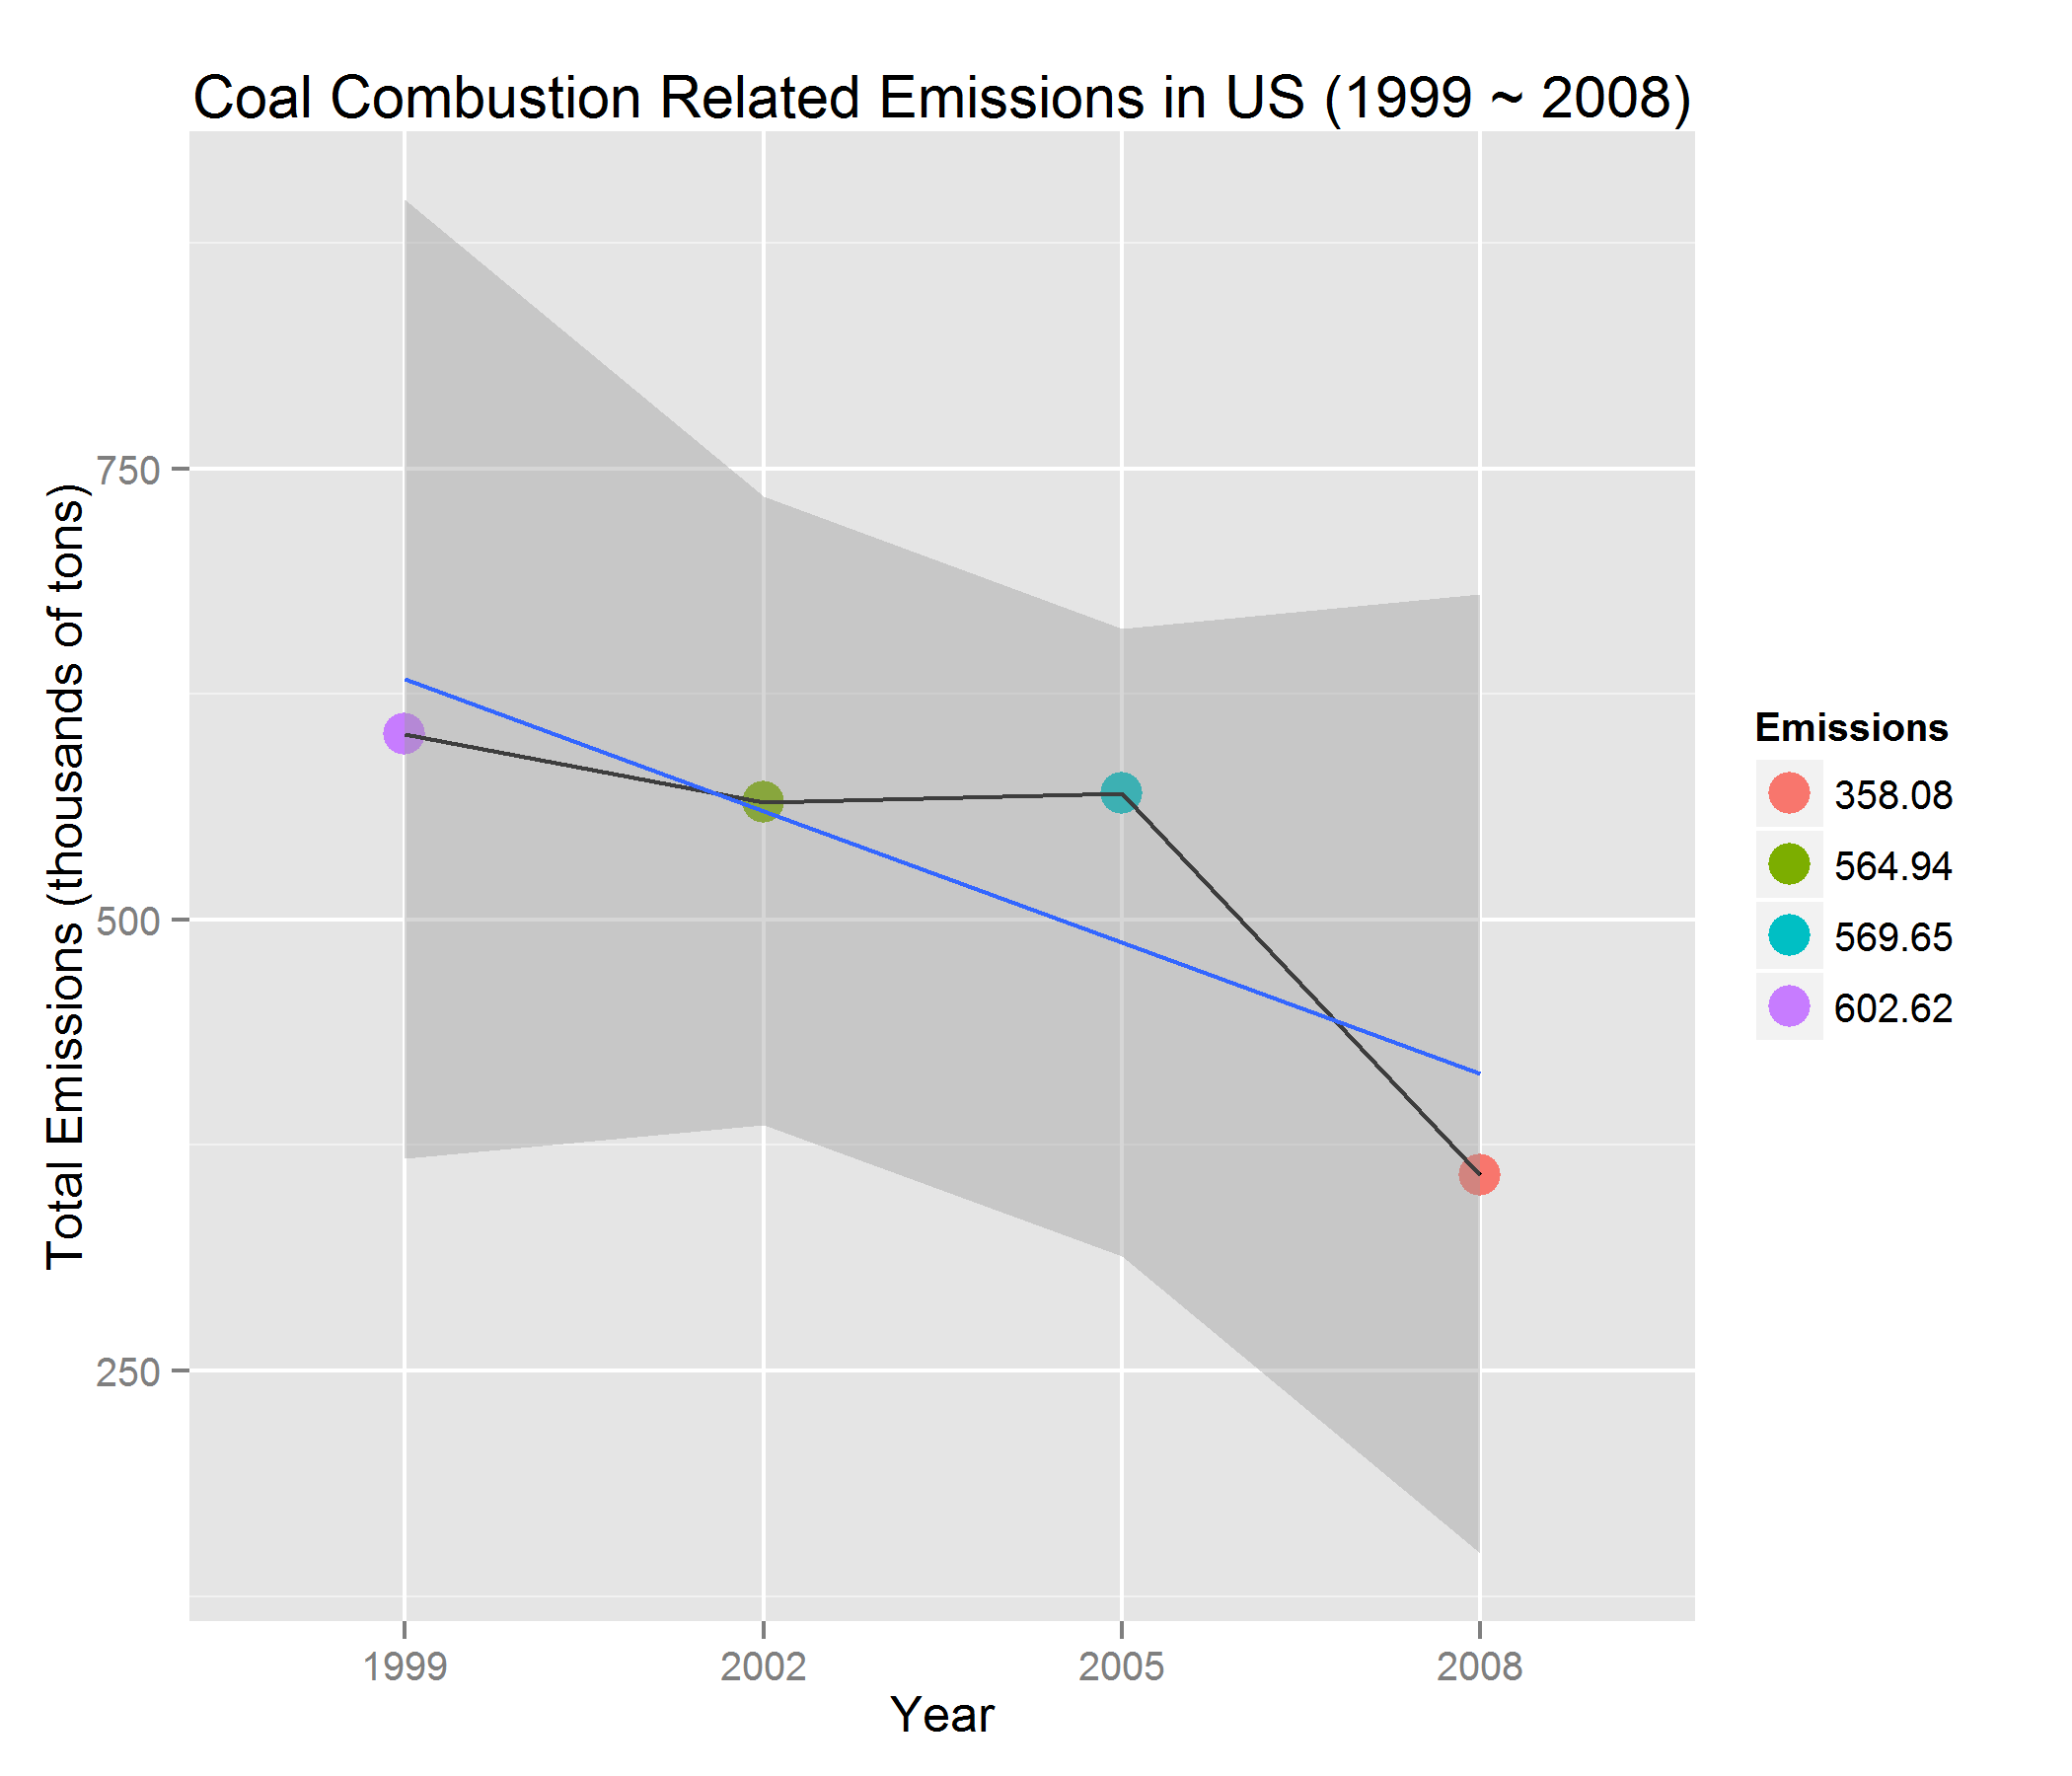 Coal Combustion Related Emissions in US (1999 ~ 2008)
Total Emissions (thousands of tons)
750
500
250
1999 2002 2005 2008
Year
Emissions
358.08
564.94
569.65
602.62